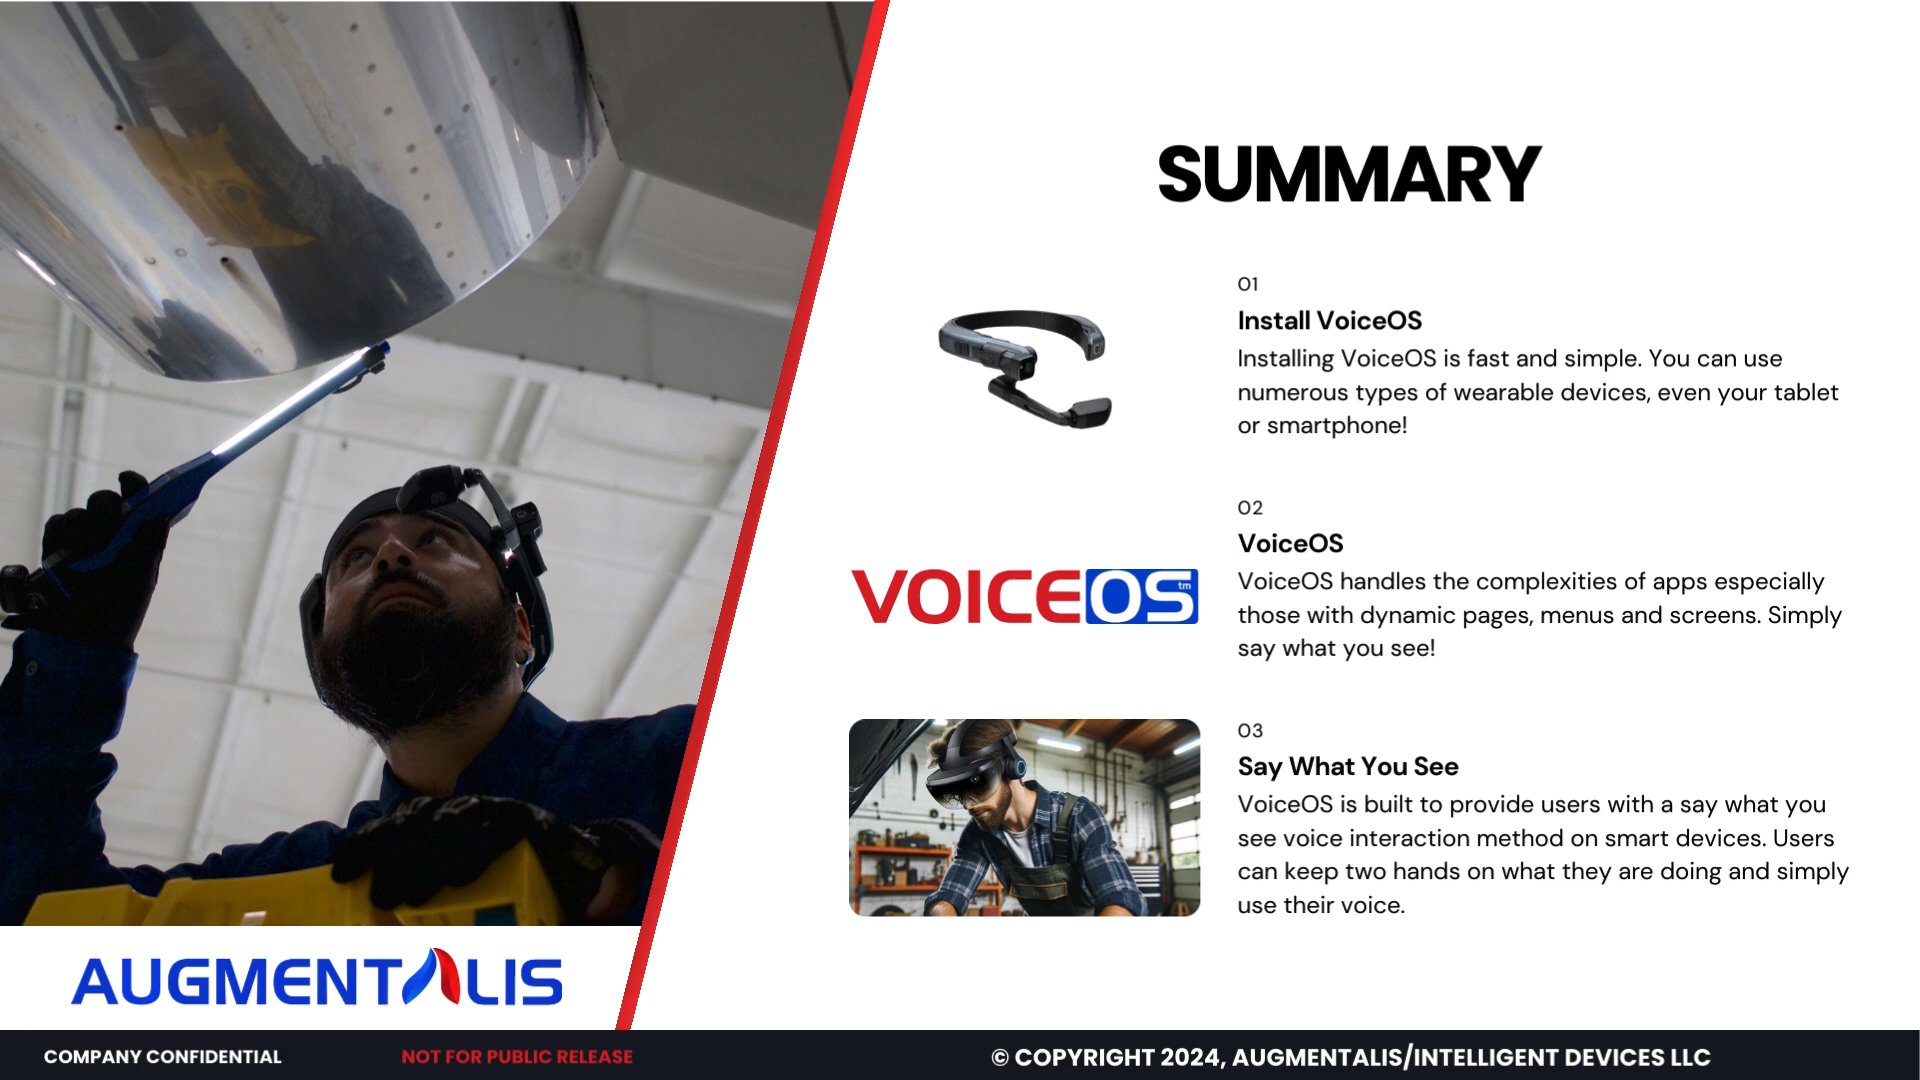 SUMMARY
01
Install VoiceOS
Installing VoiceOS is fast and simple. You can use
numerous types of wearable devices, even your tablet
or smartphone!
02
VoiceOS
VOICEOS tm
VoiceOS handles the complexities of apps especially
those with dynamic pages, menus and screens. Simply
say what you see!
03
Say What You See
VoiceOS is built to provide users with a say what you
see voice interaction method on smart devices. Users
can keep two hands on what they are doing and simply
use their voice.
AUGMENTALIS
COMPANY CONFIDENTIAL
NOT FOR PUBLIC RELEASE
© COPYRIGHT 2024, AUGMENTALIS/INTELLIGENT DEVICES LLC